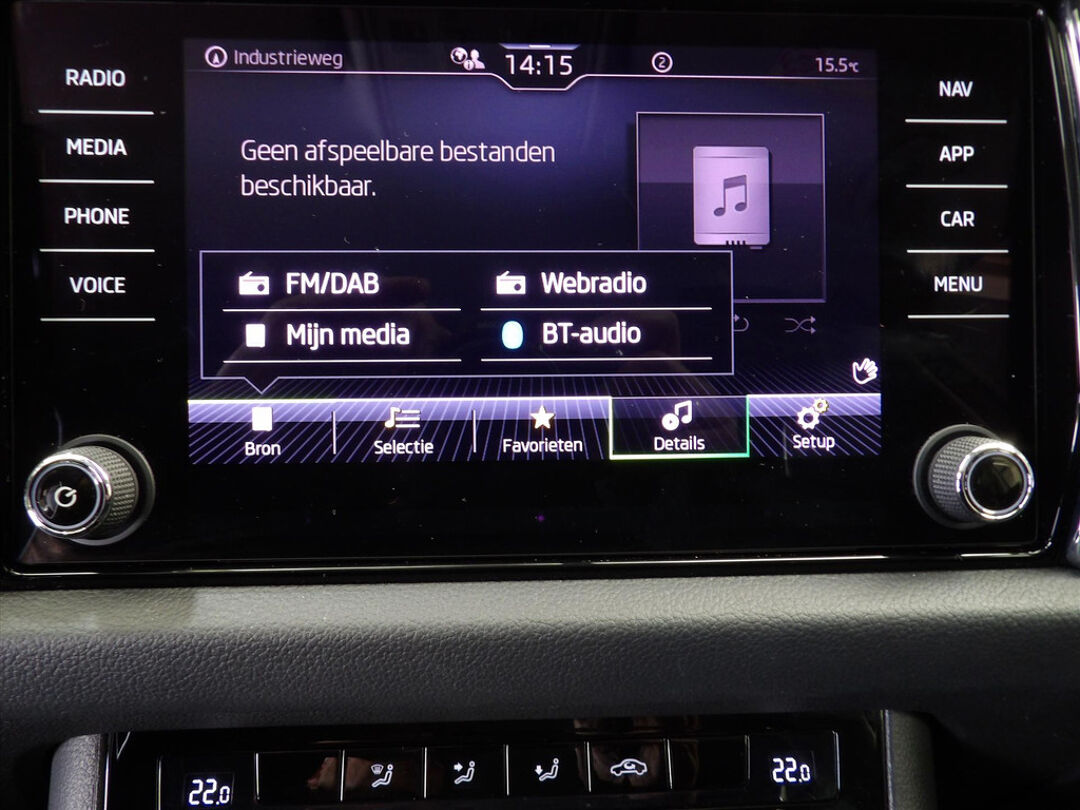 RADIO
MEDIA
PHONE
VOICE
Industrieweg
14:15
2
15.5°C
Geen afspeelbare bestanden
beschikbaar.
FM/DAB
Webradio
Mijn media
BT-audio
Bron
Selectie
Favorieten
Details
Setup
NAV
APP
CAR
MENU
22.0
22.0